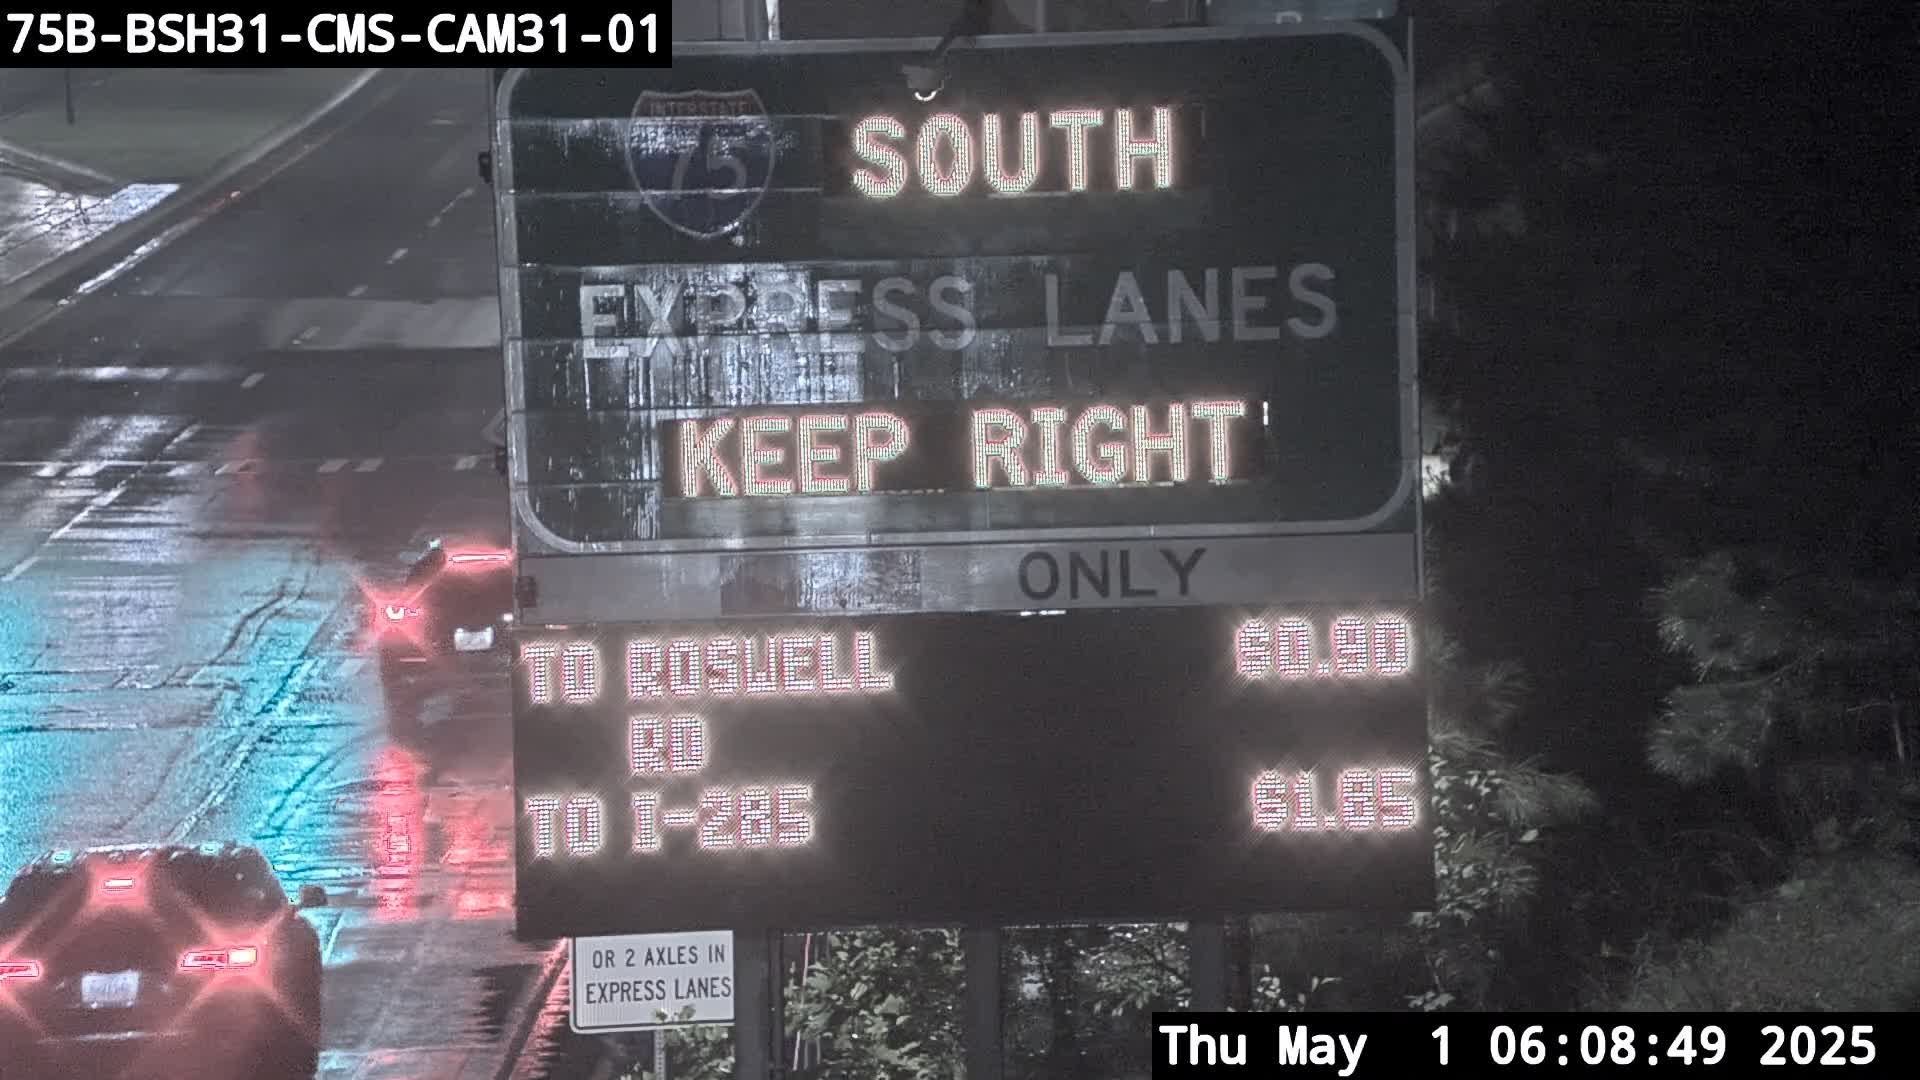 75B-BSH31-CMS-CAM31-01
INTERSTATE
75
SOUTH
EXPRESS LANES
KEEP RIGHT
ONLY
TO ROSWELL $0.90
RD
TO I-285 $1.85
OR 2 AXLES IN
EXPRESS LANES
Thu May 1 06:08:49 2025